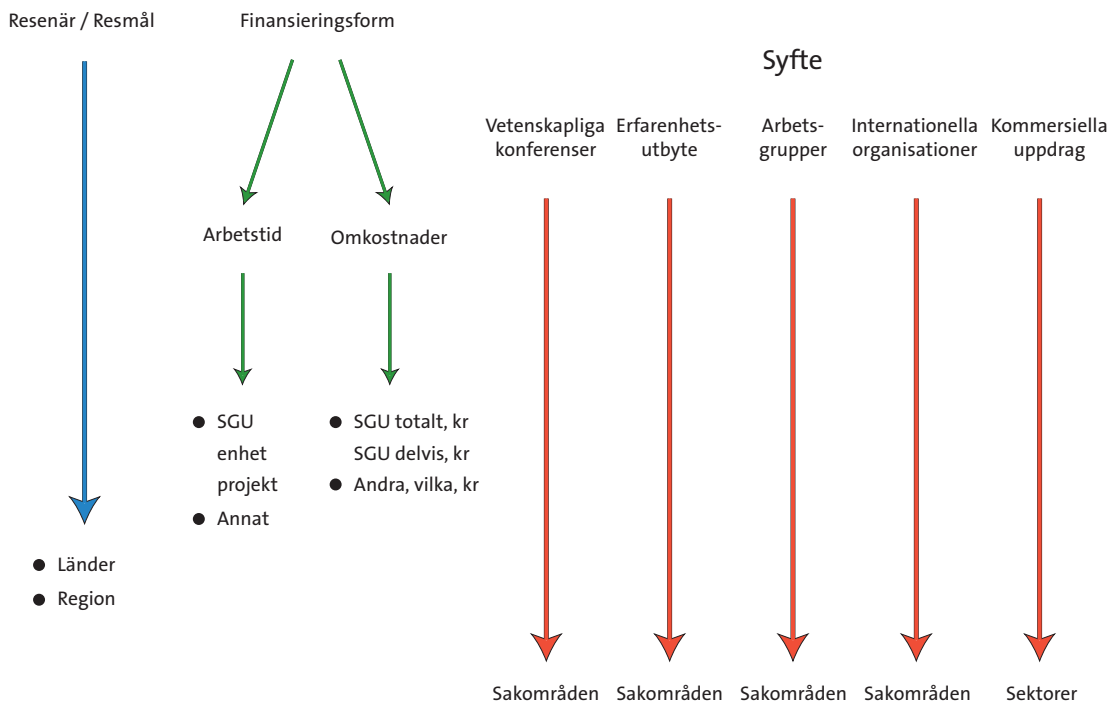 Resenär / Resmål
Finansieringsform
Syfte
Vetenskapliga
konferenser
Erfarenhets-
utbyte
Arbets-
grupper
Internationella
organisationer
Kommersiella
uppdrag
Arbetstid
Omkostnader
● SGU
enhet
projekt
● Annat
● SGU totalt, kr
SGU delvis, kr
● Andra, vilka, kr
● Länder
● Region
Sakområden
Sakområden
Sakområden
Sakområden
Sektorer